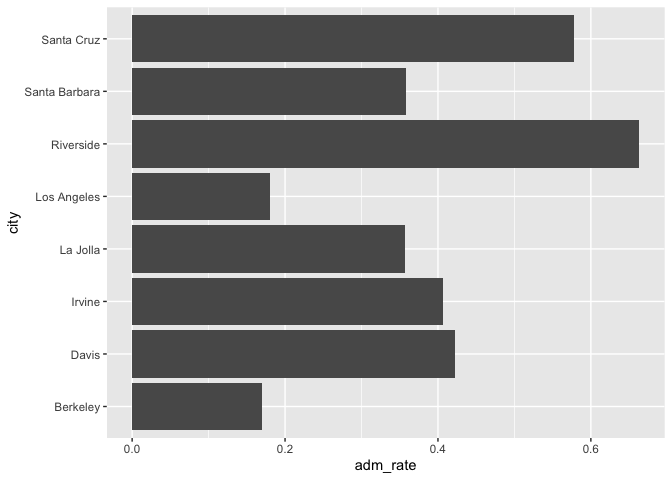 Santa Cruz
Santa Barbara
Riverside
Los Angeles
La Jolla
Irvine
Davis
Berkeley
city
0.0 0.2 0.4 0.6
adm_rate